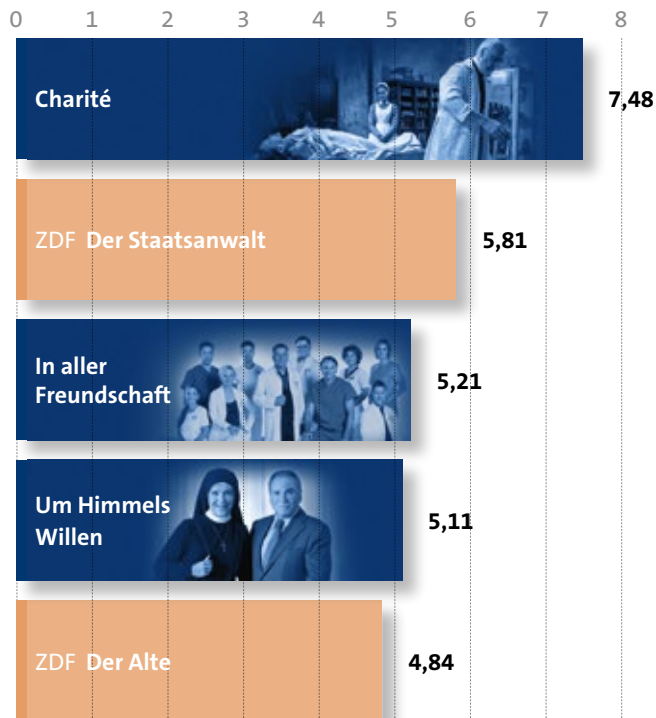 0 1 2 3 4 5 6 7 8
Charité 7,48
ZDF Der Staatsanwalt 5,81
In aller
Freundschaft 5,21
Um Himmels
Willen 5,11
ZDF Der Alte 4,84